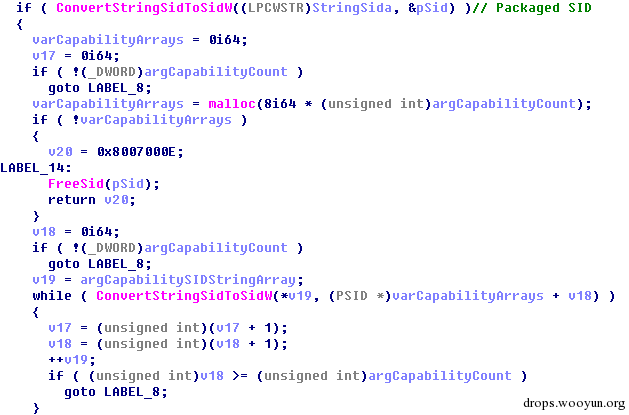 if ( ConvertStringSidToSidW((LPCWSTR)StringSida, &pSid) )// Packaged SID
{
varCapabilityArrays = 0i64;
v17 = 0i64;
if ( !(_DWORD)argCapabilityCount )
goto LABEL_8;
varCapabilityArrays = malloc(8i64 * (unsigned int)argCapabilityCount);
if ( !varCapabilityArrays )
{
v20 = 0x8007000E;
LABEL_14:
FreeSid(pSid);
return v20;
}
v18 = 0i64;
if ( !(_DWORD)argCapabilityCount )
goto LABEL_8;
v19 = argCapabilitySIDStringArray;
while ( ConvertStringSidToSidW(*v19, (PSID *)varCapabilityArrays + v18) )
{
v17 = (unsigned int)(v17 + 1);
v18 = (unsigned int)(v18 + 1);
++v19;
if ( (unsigned int)v18 >= (unsigned int)argCapabilityCount )
goto LABEL_8;
}
drops.wooyun.org